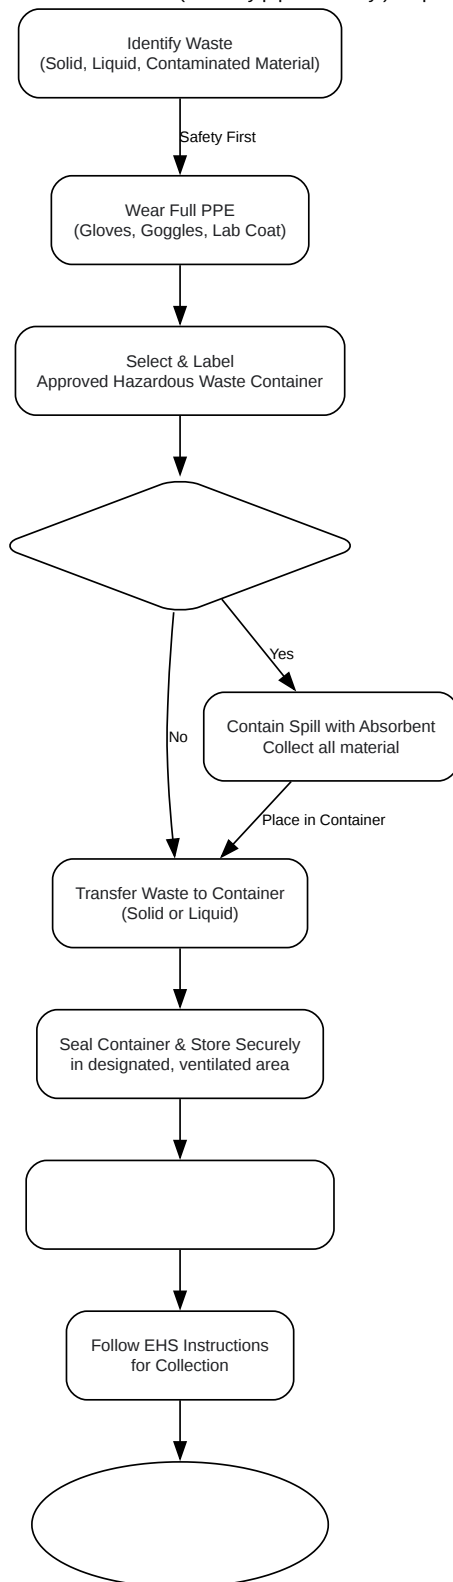 Identify Waste
(Solid, Liquid, Contaminated Material)
Safety First
Wear Full PPE
(Gloves, Goggles, Lab Coat)
Select & Label
Approved Hazardous Waste Container
Yes
Contain Spill with Absorbent
Collect all material
No
Place in Container
Transfer Waste to Container
(Solid or Liquid)
Seal Container & Store Securely
in designated, ventilated area
Follow EHS Instructions
for Collection